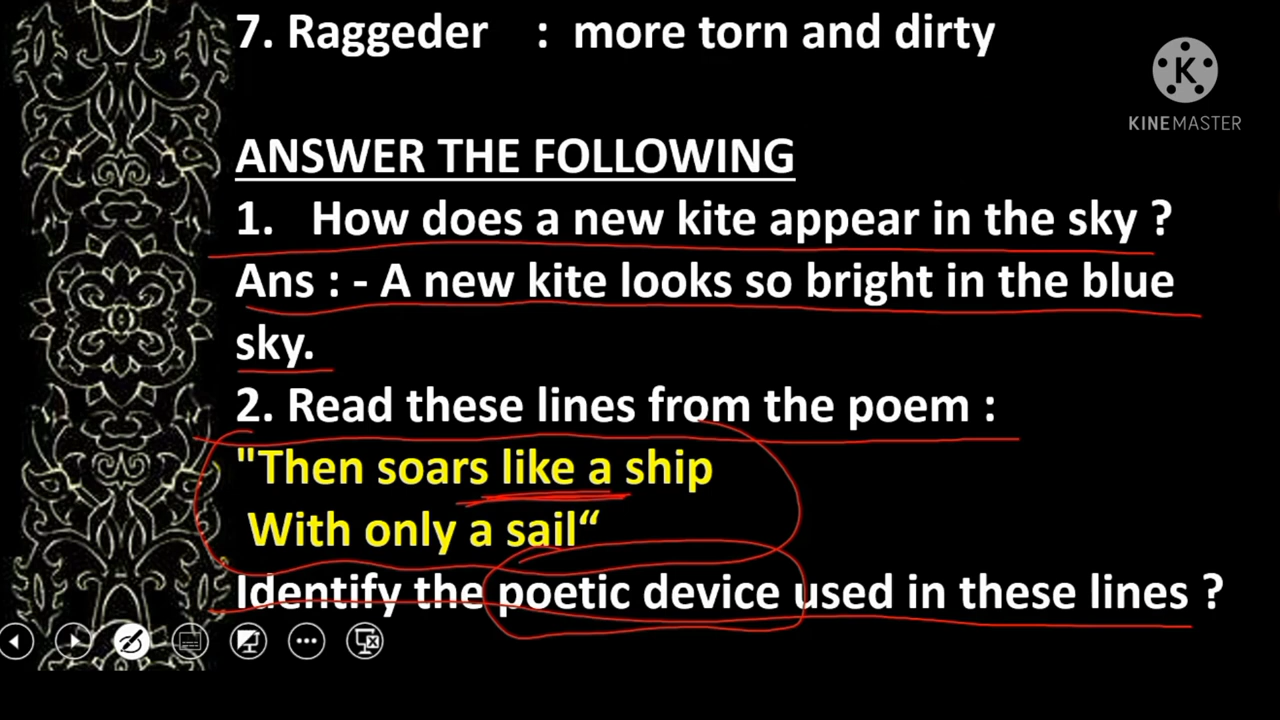 7. Raggeder : more torn and dirty
K
KINEMASTER
ANSWER THE FOLLOWING
1. How does a new kite appear in the sky ?
Ans : - A new kite looks so bright in the blue
sky.
2. Read these lines from the poem :
"Then soars like a ship
With only a sail“
Identify the poetic device used in these lines ?